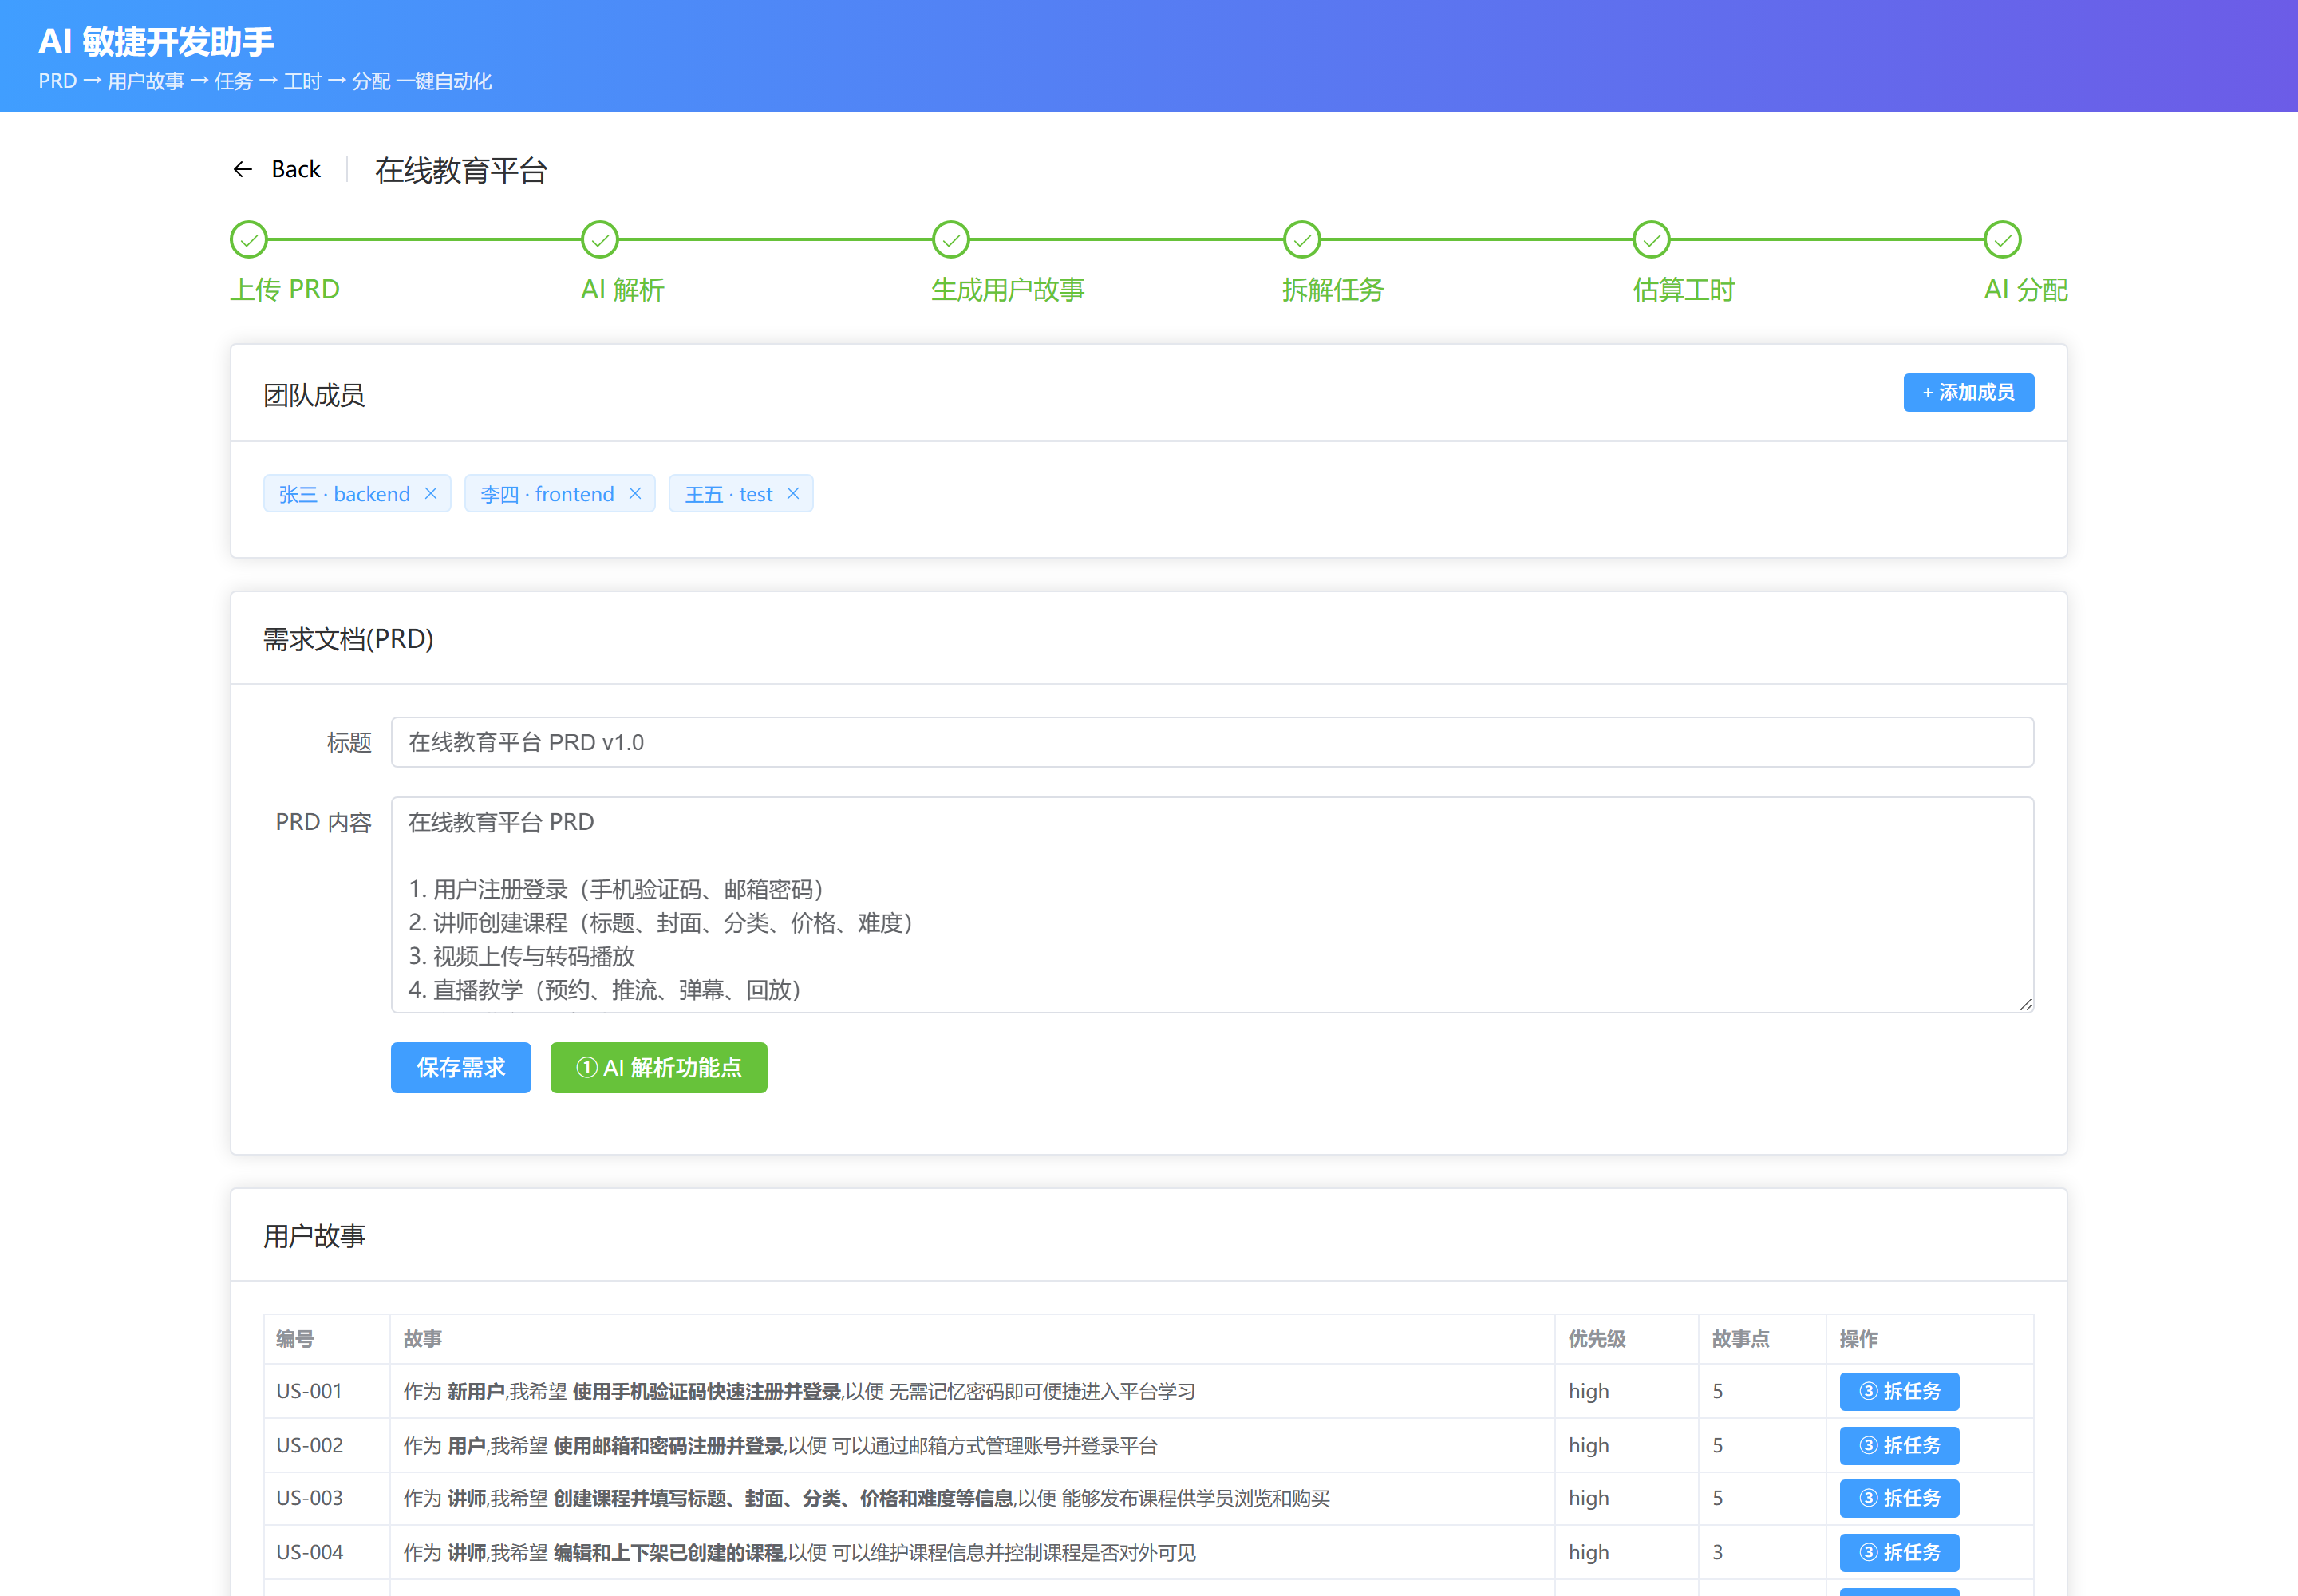 AI 敏捷开发助手
PRD → 用户故事 → 任务 → 工时 → 分配 一键自动化
← Back 在线教育平台
上传 PRD AI 解析 生成用户故事 拆解任务 估算工时 AI 分配
团队成员 + 添加成员
张三 · backend × 李四 · frontend × 王五 · test ×
需求文档(PRD)
标题 在线教育平台 PRD v1.0
PRD 内容 在线教育平台 PRD
1. 用户注册登录（手机验证码、邮箱密码）
2. 讲师创建课程（标题、封面、分类、价格、难度）
3. 视频上传与转码播放
4. 直播教学（预约、推流、弹幕、回放）
保存需求 ① AI 解析功能点
用户故事
编号 故事 优先级 故事点 操作
US-001 作为 新用户,我希望 使用手机验证码快速注册并登录,以便 无需记忆密码即可便捷进入平台学习 high 5 ③ 拆任务
US-002 作为 用户,我希望 使用邮箱和密码注册并登录,以便 可以通过邮箱方式管理账号并登录平台 high 5 ③ 拆任务
US-003 作为 讲师,我希望 创建课程并填写标题、封面、分类、价格和难度等信息,以便 能够发布课程供学员浏览和购买 high 5 ③ 拆任务
US-004 作为 讲师,我希望 编辑和上下架已创建的课程,以便 可以维护课程信息并控制课程是否对外可见 high 3 ③ 拆任务